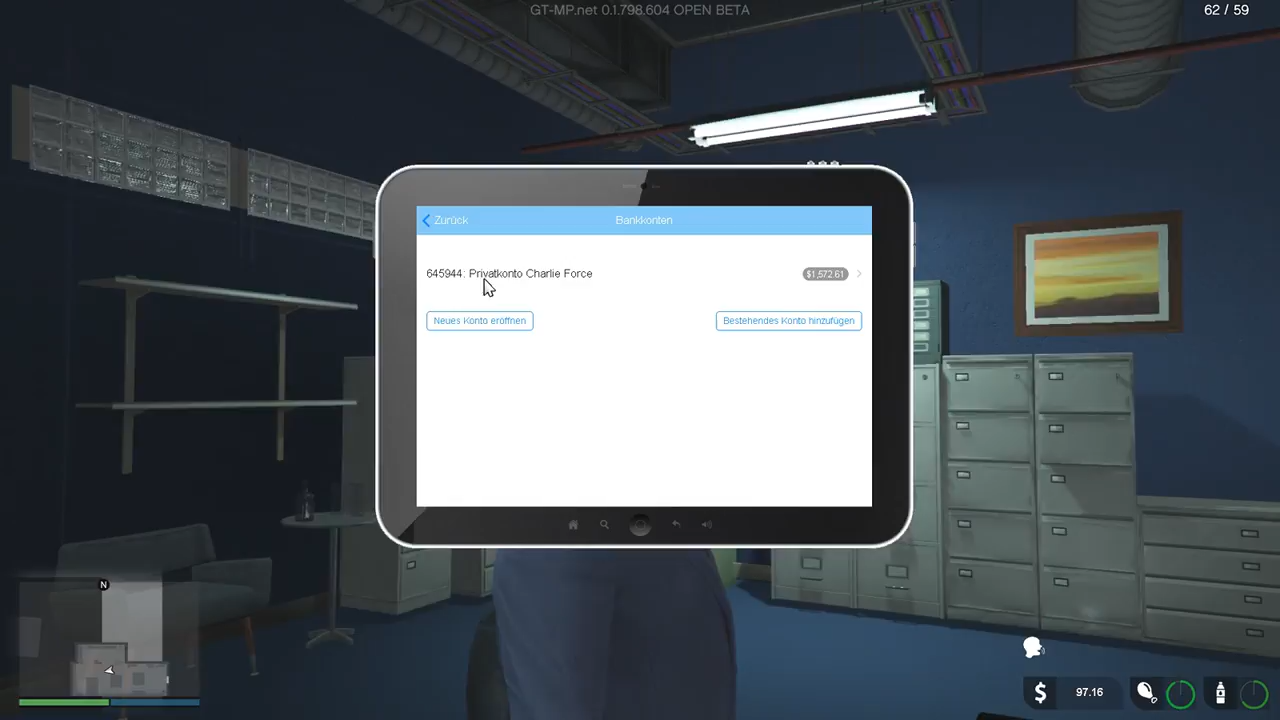 GT-MP.net 0.1.798.604 OPEN BETA
62 / 59
Zurück
Bankkonten
645944: Privatkonto Charlie Force
$1,572.61
Neues Konto eröffnen
Bestehendes Konto hinzufügen
N
$ 97.16